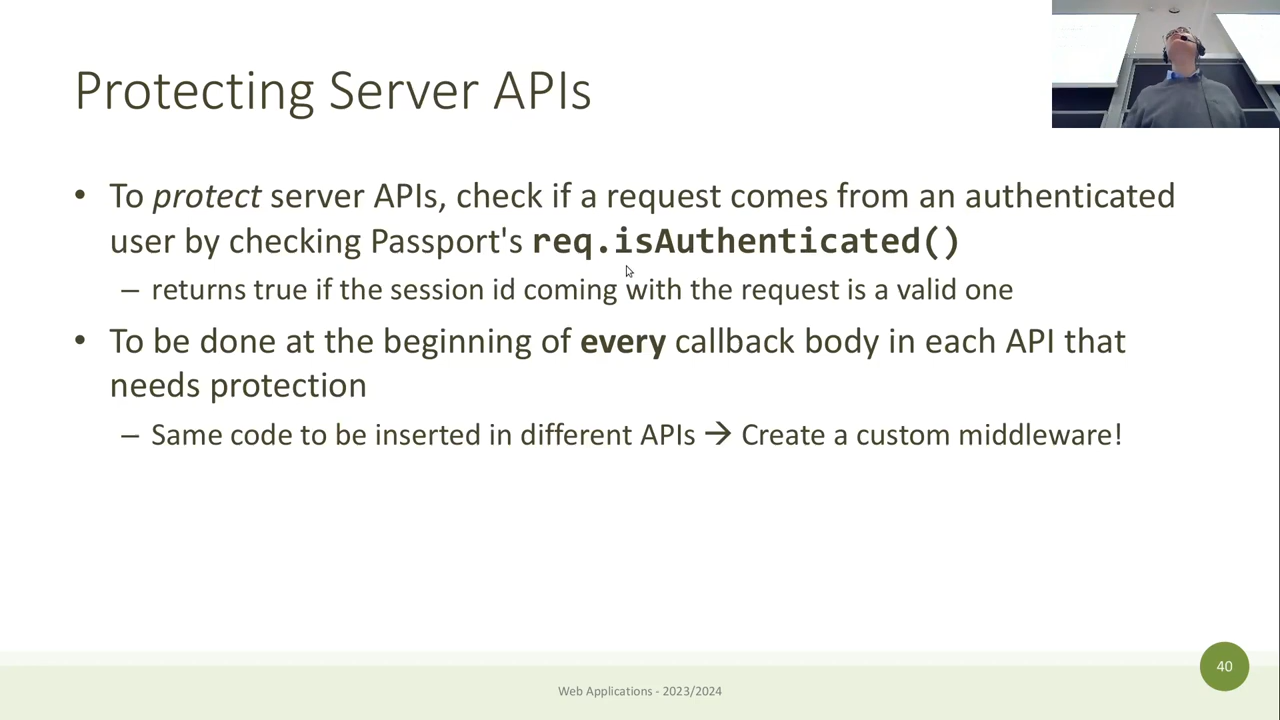 Protecting Server APIs
• To protect server APIs, check if a request comes from an authenticated
user by checking Passport's req.isAuthenticated()
– returns true if the session id coming with the request is a valid one
• To be done at the beginning of every callback body in each API that
needs protection
– Same code to be inserted in different APIs → Create a custom middleware!
Web Applications - 2023/2024
40